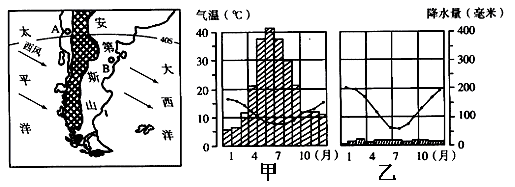 太 A 安 40S
西风 第
平 斯 B 大
山 西
洋 洋
气温(℃) 降水量(毫米)
40 400
30 300
20 200
10 100
0 0
1 4 7 10(月) 1 4 7 10(月)
甲 乙